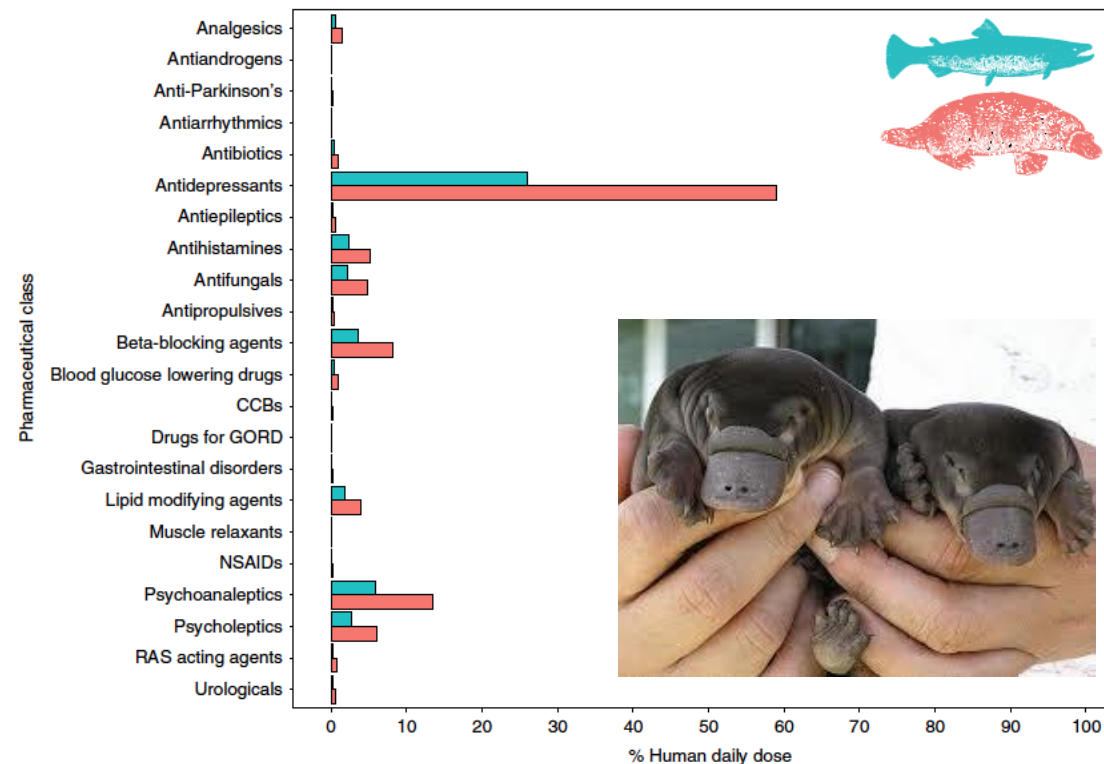 Pharmaceutical class
Analgesics
Antiandrogens
Anti-Parkinson's
Antiarrhythmics
Antibiotics
Antidepressants
Antiepileptics
Antihistamines
Antifungals
Antipropulsives
Beta-blocking agents
Blood glucose lowering drugs
CCBs
Drugs for GORD
Gastrointestinal disorders
Lipid modifying agents
Muscle relaxants
NSAIDs
Psychoanaleptics
Psycholeptics
RAS acting agents
Urologicals
0 10 20 30 40 50 60 70 80 90 100
% Human daily dose